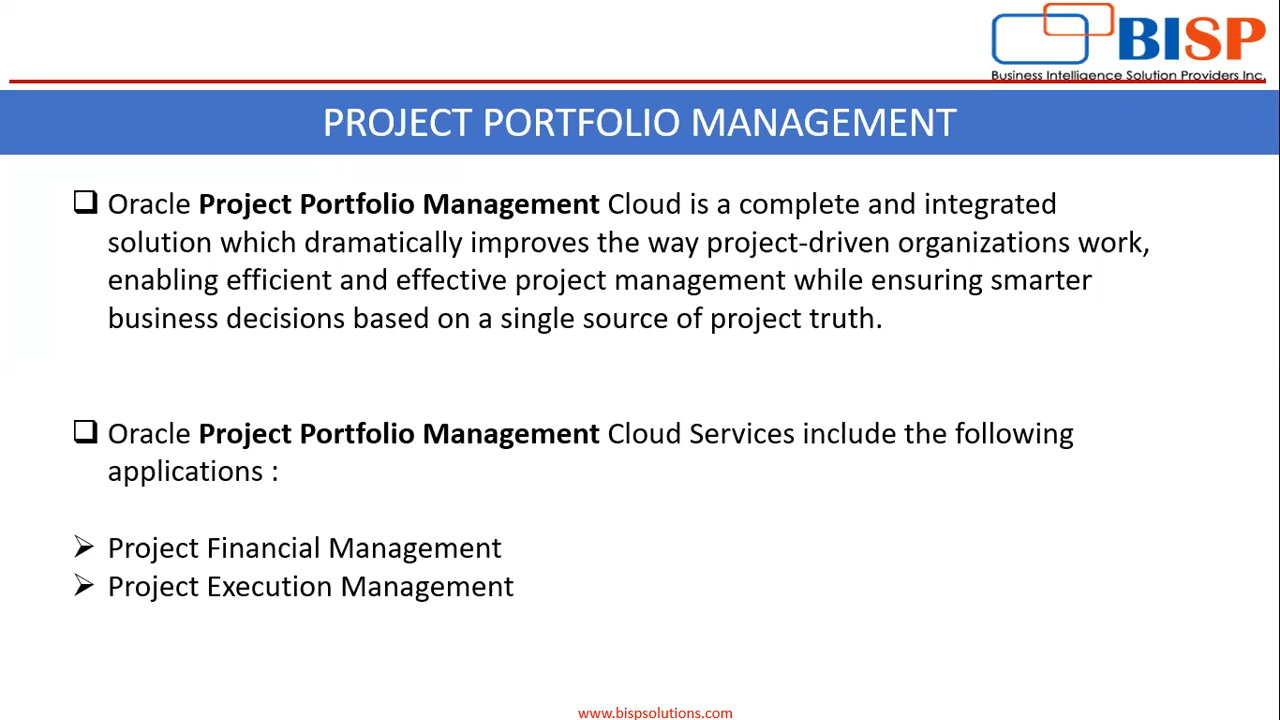 BISP
Business Intelligence Solution Providers Inc.
PROJECT PORTFOLIO MANAGEMENT
Oracle Project Portfolio Management Cloud is a complete and integrated
solution which dramatically improves the way project-driven organizations work,
enabling efficient and effective project management while ensuring smarter
business decisions based on a single source of project truth.
Oracle Project Portfolio Management Cloud Services include the following
applications :
Project Financial Management
Project Execution Management
www.bispsolutions.com